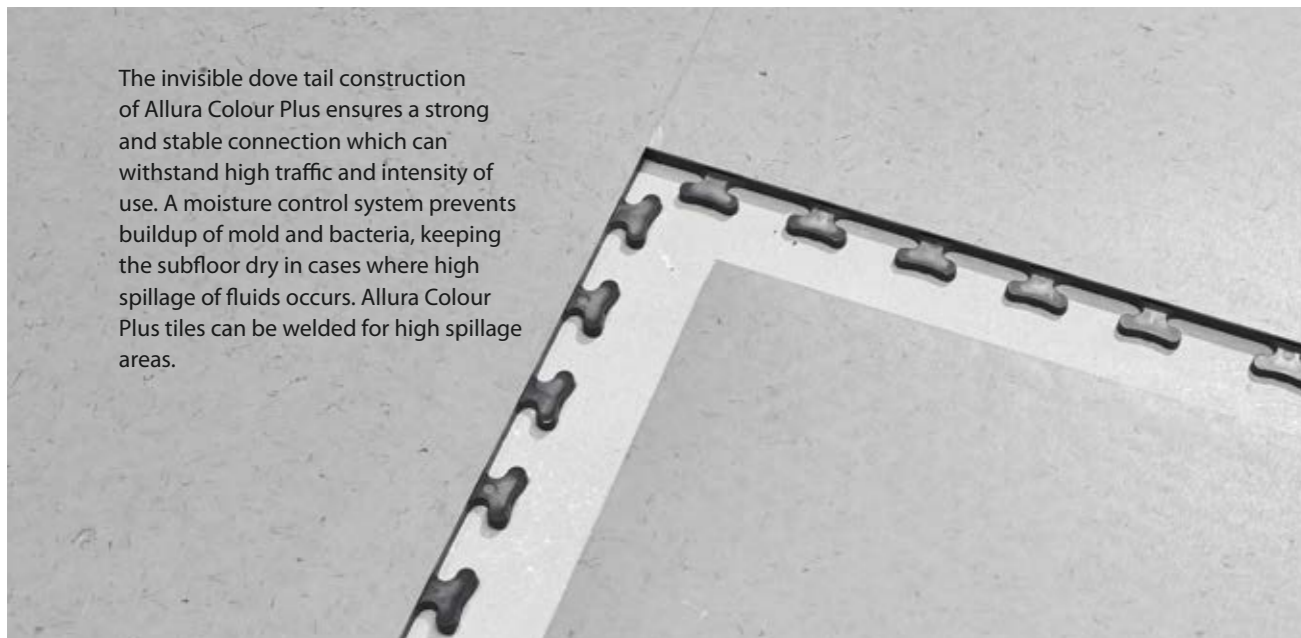 The invisible dove tail construction
of Allura Colour Plus ensures a strong
and stable connection which can
withstand high traffic and intensity of
use. A moisture control system prevents
buildup of mold and bacteria, keeping
the subfloor dry in cases where high
spillage of fluids occurs. Allura Colour
Plus tiles can be welded for high spillage
areas.